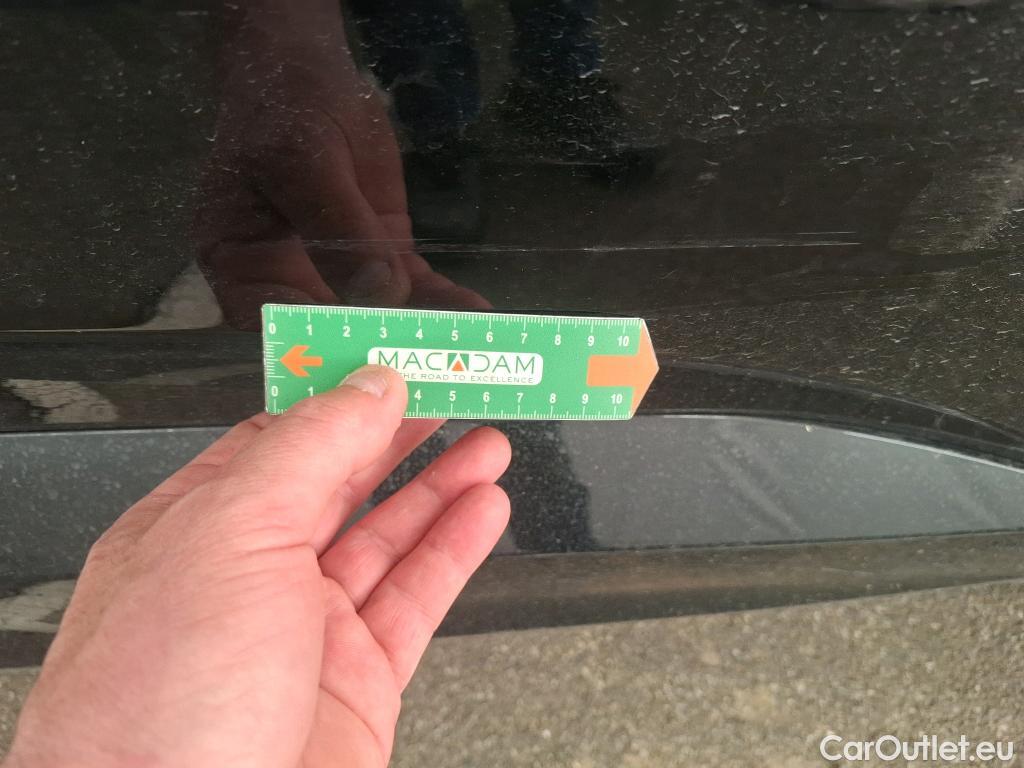 0 1 2 3 4 5 6 7 8 9 10
MACADAM
THE ROAD TO EXCELLENCE
0 1 4 5 6 7 8 9 10
CarOutlet.eu